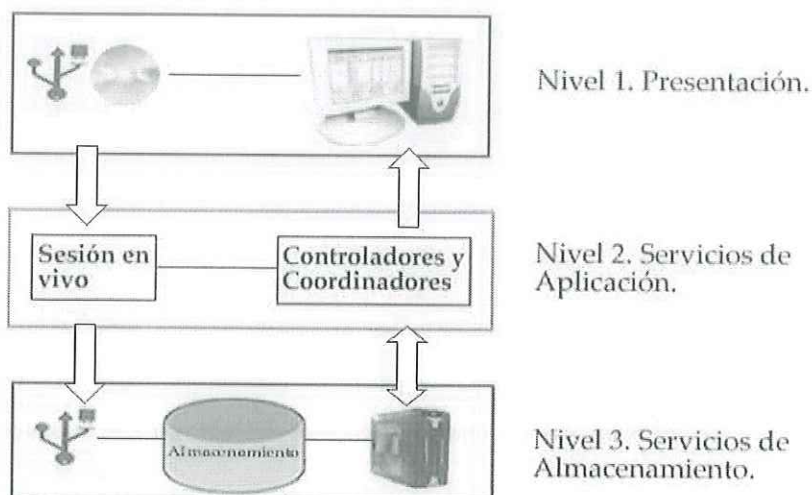 Nivel 1. Presentación.
Sesión en
vivo
Controladores y
Coordinadores
Nivel 2. Servicios de
Aplicación.
Almacenamiento
Nivel 3. Servicios de
Almacenamiento.